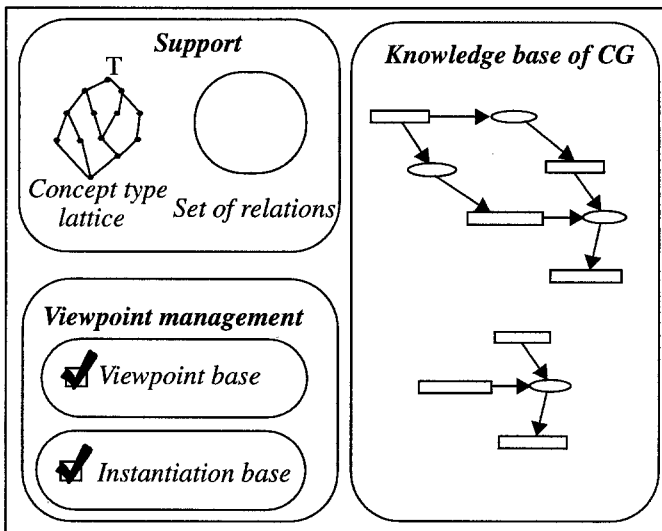 Support
T
Concept type
lattice
Set of relations
Viewpoint management
Viewpoint base
Instantiation base
Knowledge base of CG